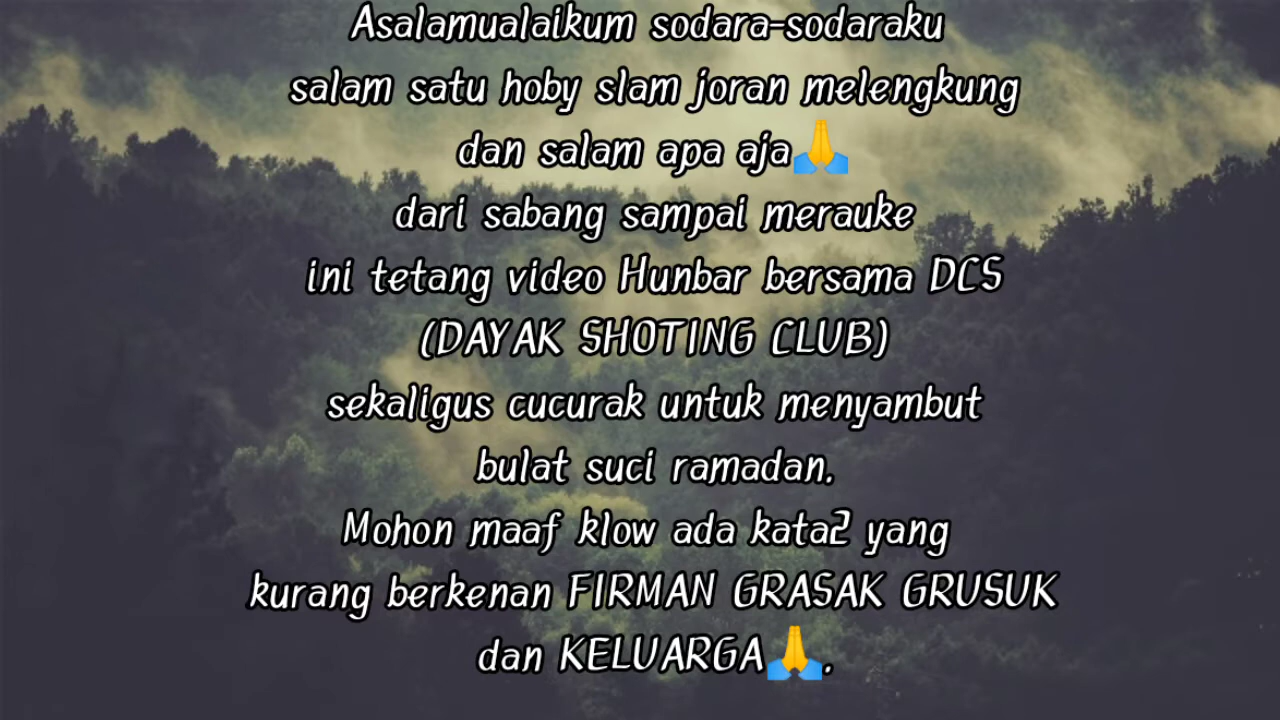 Asalamualaikum sodara-sodaraku
salam satu hoby slam joran melengkung
dan salam apa aja🙏
dari sabang sampai merauke
ini tetang video Hunbar bersama DCS
(DAYAK SHOTING CLUB)
sekaligus cucurak untuk menyambut
bulat suci ramadan.
Mohon maaf klow ada kata2 yang
kurang berkenan FIRMAN GRASAK GRUSUK
dan KELUARGA🙏.